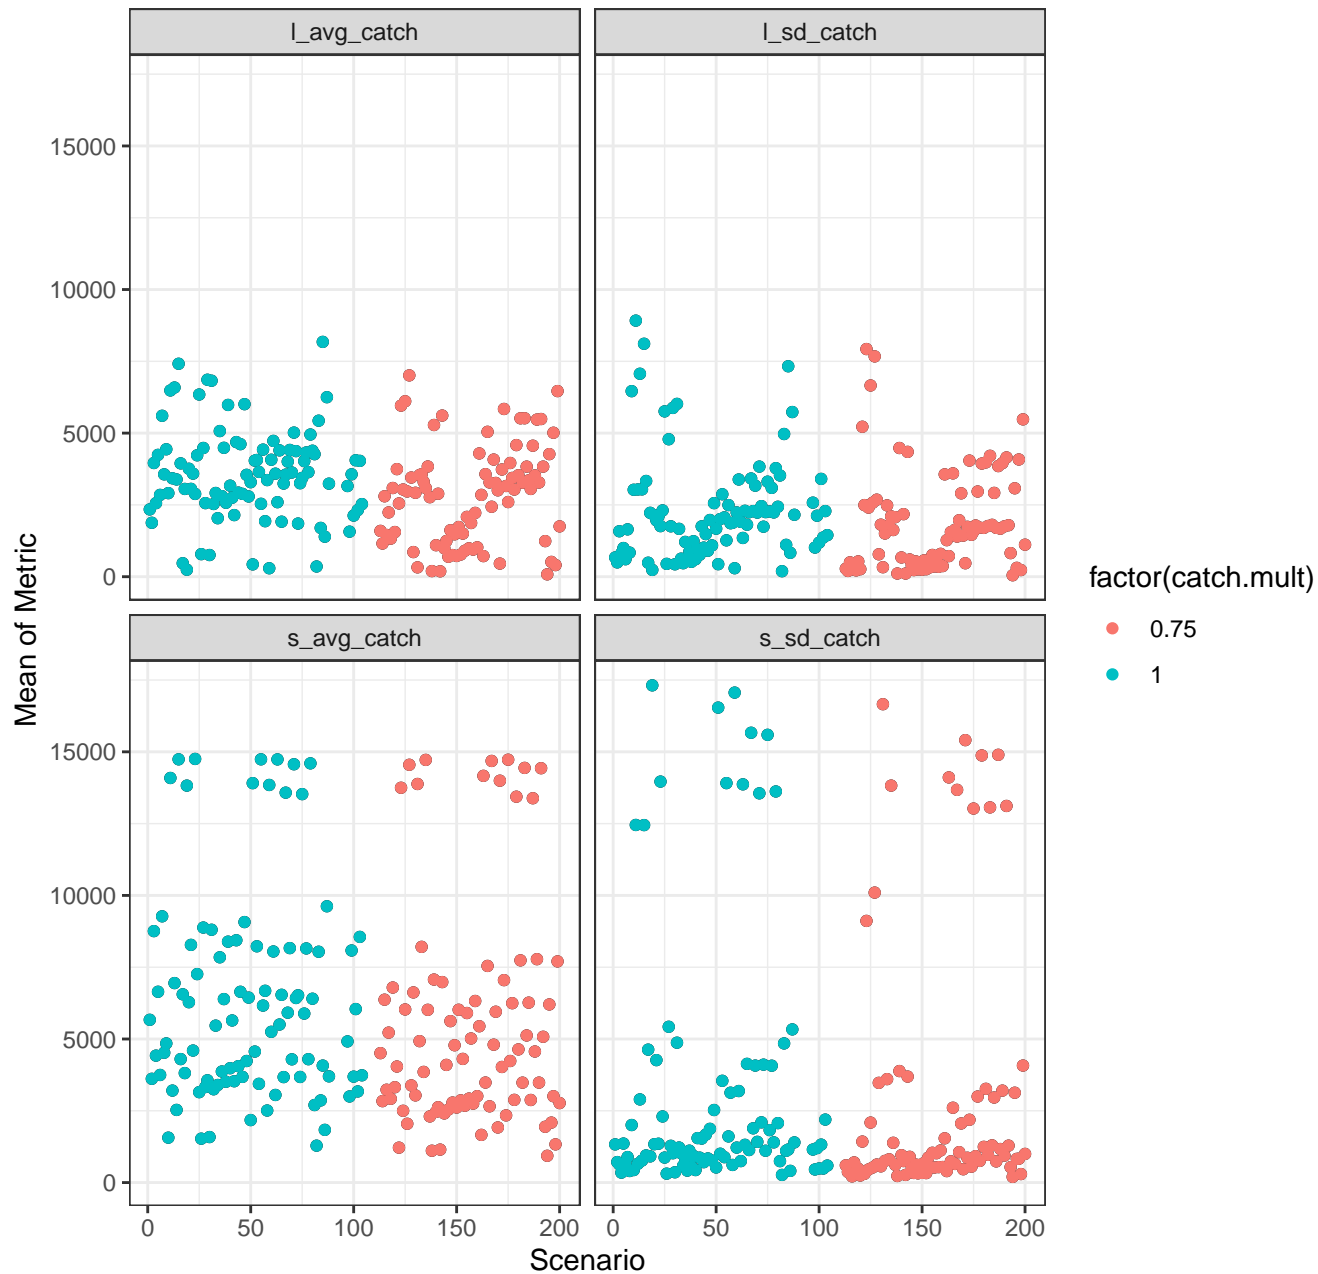 l_avg_catch
l_sd_catch
15000
10000
5000
0
s_avg_catch
s_sd_catch
15000
10000
5000
0
0 50 100 150 200
0 50 100 150 200
Scenario
Mean of Metric
factor(catch.mult)
0.75
1